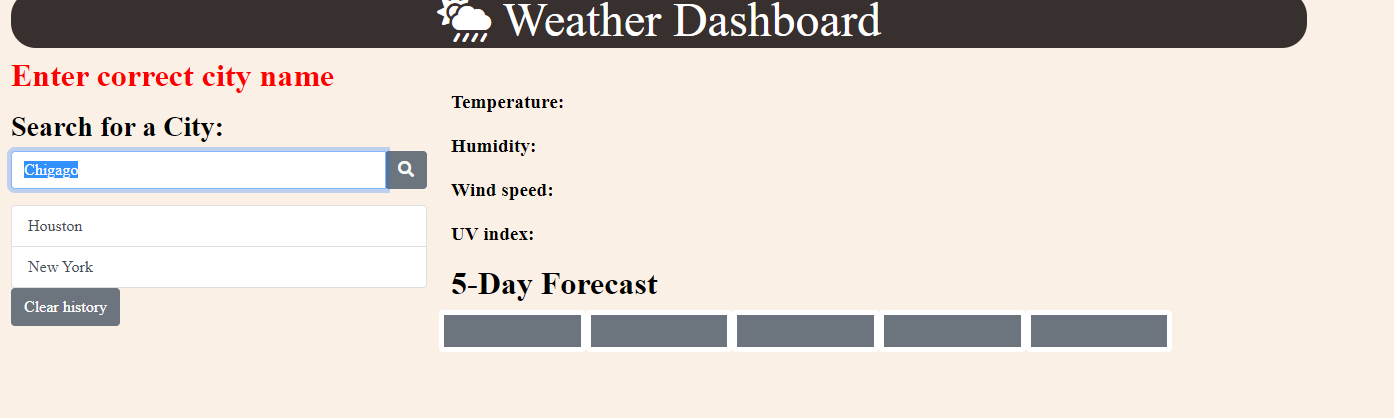 Weather Dashboard
Enter correct city name
Search for a City:
Chigago
Houston
New York
Clear history
Temperature:
Humidity:
Wind speed:
UV index:
5-Day Forecast